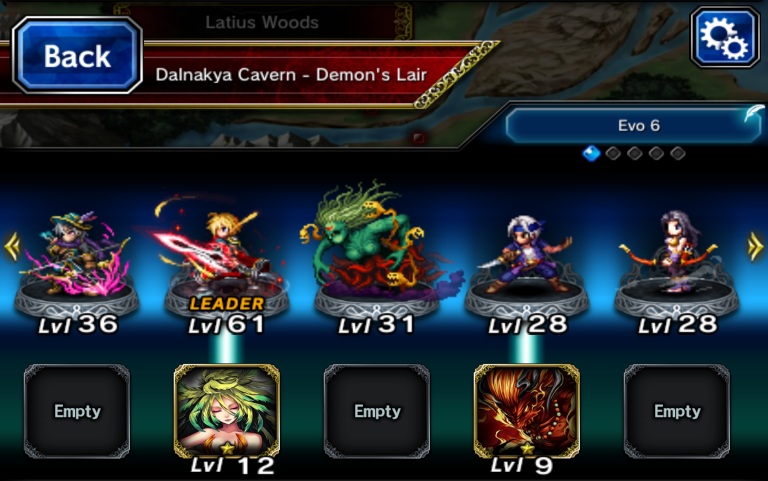 Latius Woods
Back
Dalnakya Cavern - Demon's Lair
Evo 6
LEADER
Lvl 36
Lvl 61
Lvl 31
Lvl 28
Lvl 28
Empty
Empty
Empty
Lvl 12
Lvl 9